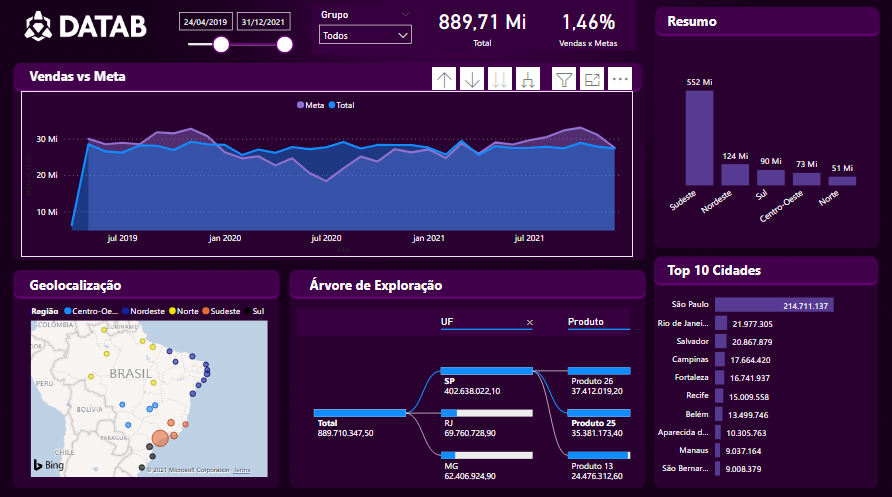 DATAB
24/04/2019 31/12/2021
Grupo
Todos
889,71 Mi
Total
1,46%
Vendas x Metas
Resumo
552 Mi
124 Mi
90 Mi
73 Mi
51 Mi
Sudeste
Nordeste
Sul
Centro-Oeste
Norte
Vendas vs Meta
Meta Total
30 Mi
20 Mi
10 Mi
jul 2019 jan 2020 jul 2020 jan 2021 jul 2021
Geolocalização
Região Centro-Oe... Nordeste Norte Sudeste Sul
COLÔMBIA
SURINAME
PERU
BRASIL
BOLÍVIA
PARAGUAI
CHILE
Bing
© 2021 Microsoft Corporation Terms
Árvore de Exploração
UF
Produto
Total
889.710.347,50
SP
402.638.022,10
RJ
69.760.728,90
MG
62.406.924,90
Produto 26
37.412.019,20
Produto 25
35.381.173,40
Produto 13
24.476.312,60
Top 10 Cidades
São Paulo 214.711.137
Rio de Janei... 21.977.305
Salvador 20.867.879
Campinas 17.664.420
Fortaleza 16.741.937
Recife 15.009.558
Belém 13.499.746
Aparecida d... 10.305.763
Manaus 9.037.164
São Bernar... 9.008.379